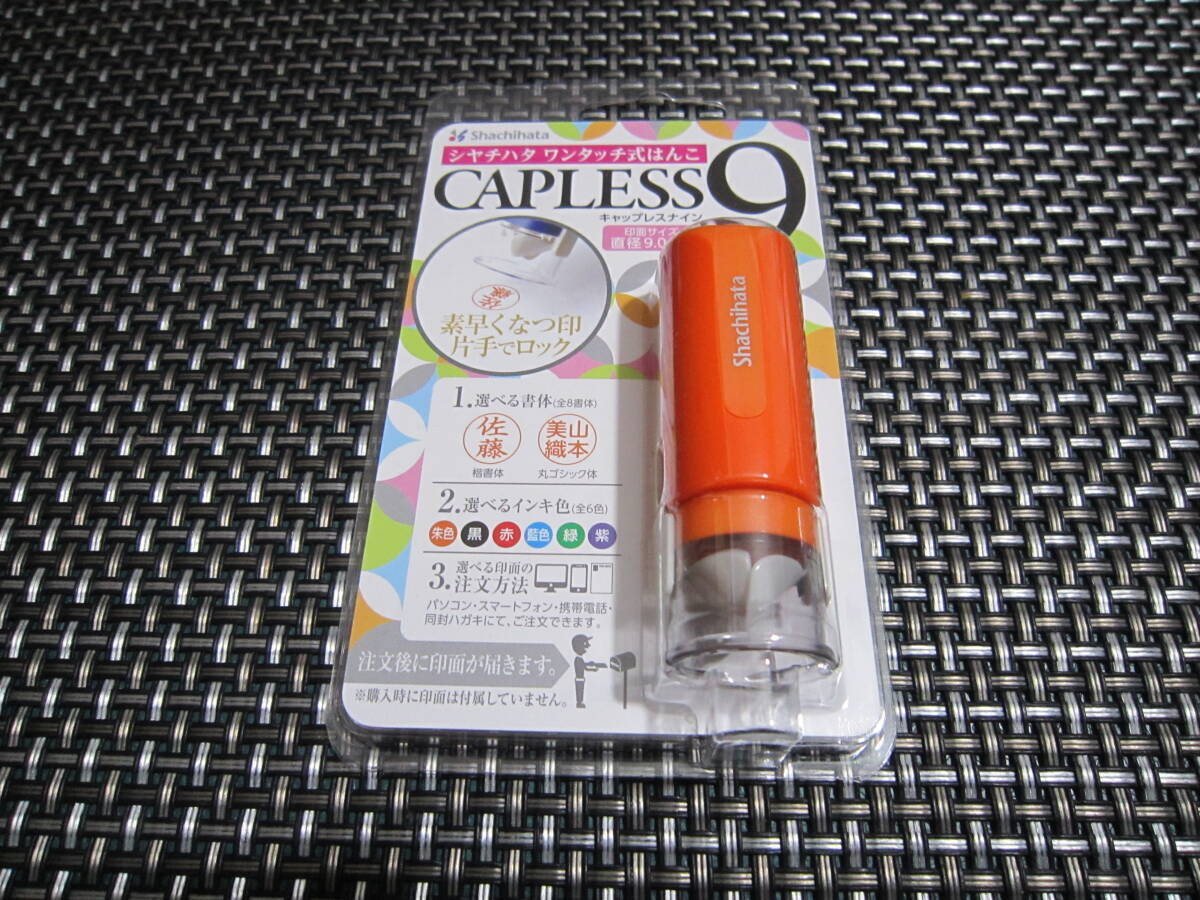 Shachihata
シヤチハタ ワンタッチ式はんこ
CAPLESS9
キャップレスナイン
印面サイズ
直径9.0
素早くなつ印
片手でロック
Shachihata
1.選べる書体(全8書体)
佐藤
美織
山本
楷書体
丸ゴシック体
2.選べるインキ色(全6色)
朱色 黒 赤 藍色 緑 紫
3.選べる印面の
注文方法
パソコン・スマートフォン・携帯電話・
同封ハガキにて、ご注文できます。
注文後に印面が届きます。
※購入時に印面は付属していません。